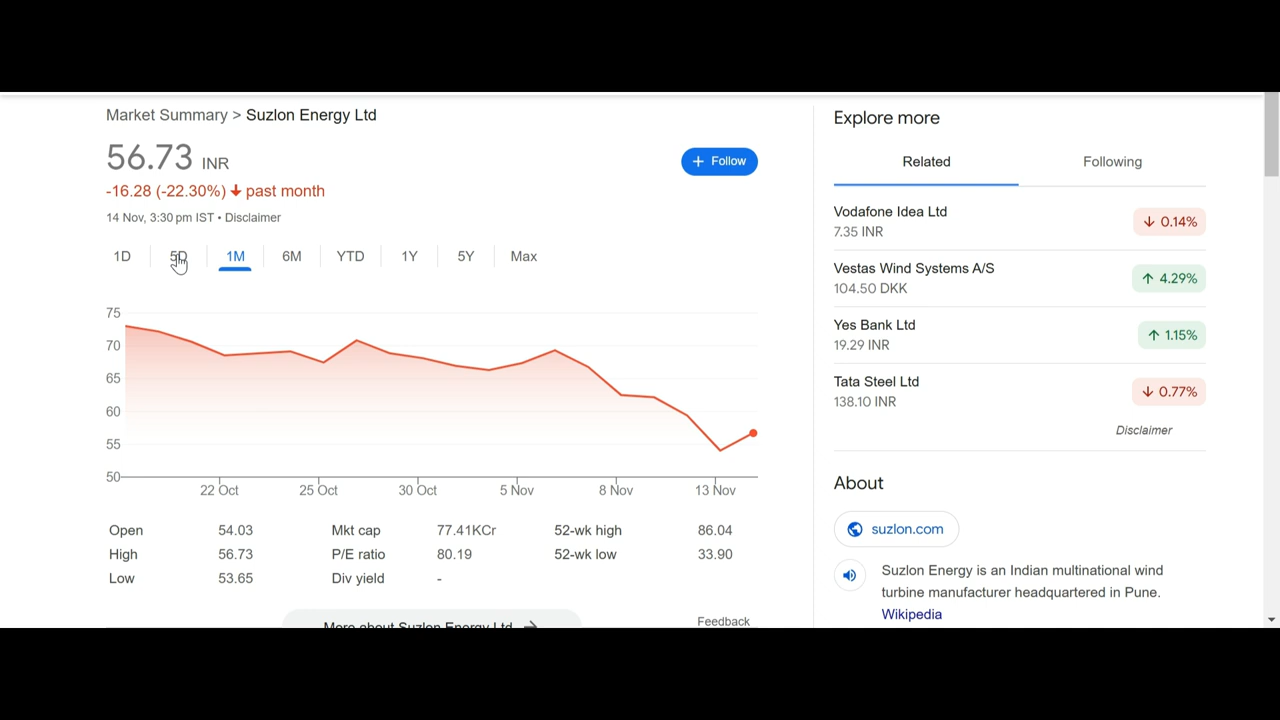 Market Summary > Suzlon Energy Ltd
56.73 INR
+ Follow
-16.28 (-22.30%) ↓ past month
14 Nov, 3:30 pm IST • Disclaimer
1D 5D 1M 6M YTD 1Y 5Y Max
75
70
65
60
55
50
22 Oct 25 Oct 30 Oct 5 Nov 8 Nov 13 Nov
Open 54.03 Mkt cap 77.41KCr 52-wk high 86.04
High 56.73 P/E ratio 80.19 52-wk low 33.90
Low 53.65 Div yield -
More about Suzlon Energy Ltd →
Feedback
Explore more
Related Following
Vodafone Idea Ltd
7.35 INR
↓ 0.14%
Vestas Wind Systems A/S
104.50 DKK
↑ 4.29%
Yes Bank Ltd
19.29 INR
↑ 1.15%
Tata Steel Ltd
138.10 INR
↓ 0.77%
Disclaimer
About
suzlon.com
Suzlon Energy is an Indian multinational wind
turbine manufacturer headquartered in Pune.
Wikipedia